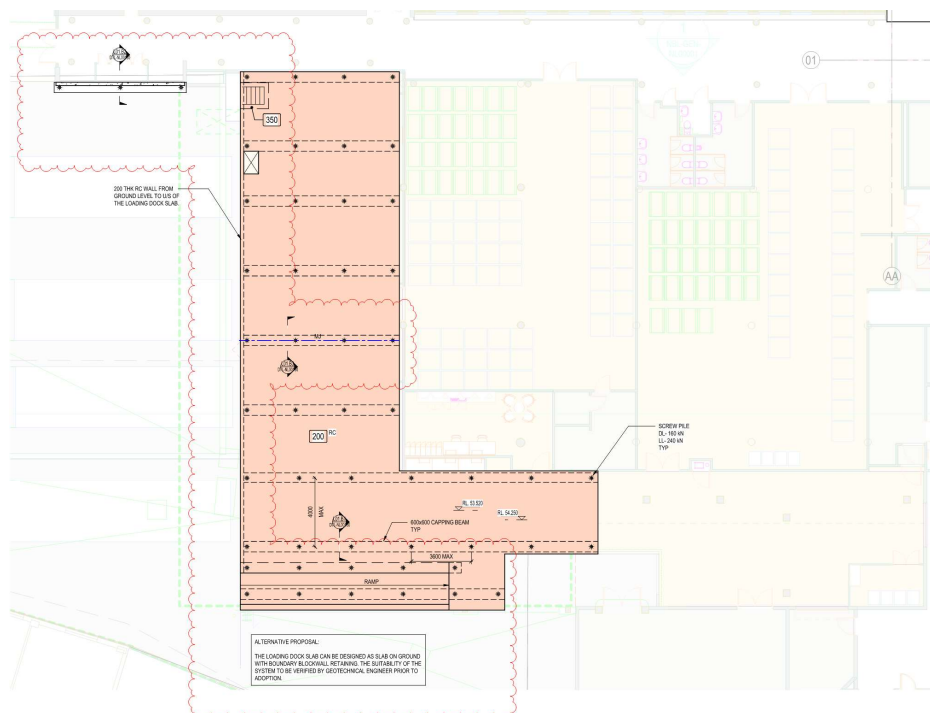 01
350
200 THK RC WALL FROM
GROUND LEVEL TO U/S OF
THE LOADING DOCK SLAB
AA
MJ
200 RC
SCREW PILE
DL- 160 kN
LL- 240 kN
TYP
4000
MAX
RL 53.520
RL 54.250
600x600 CAPPING BEAM
TYP
3600 MAX
RAMP
ALTERNATIVE PROPOSAL:
THE LOADING DOCK SLAB CAN BE DESIGNED AS SLAB ON GROUND
WITH BOUNDARY BLOCKWALL RETAINING. THE SUITABILITY OF THE
SYSTEM TO BE VERIFIED BY GEOTECHNICAL ENGINEER PRIOR TO
ADOPTION.